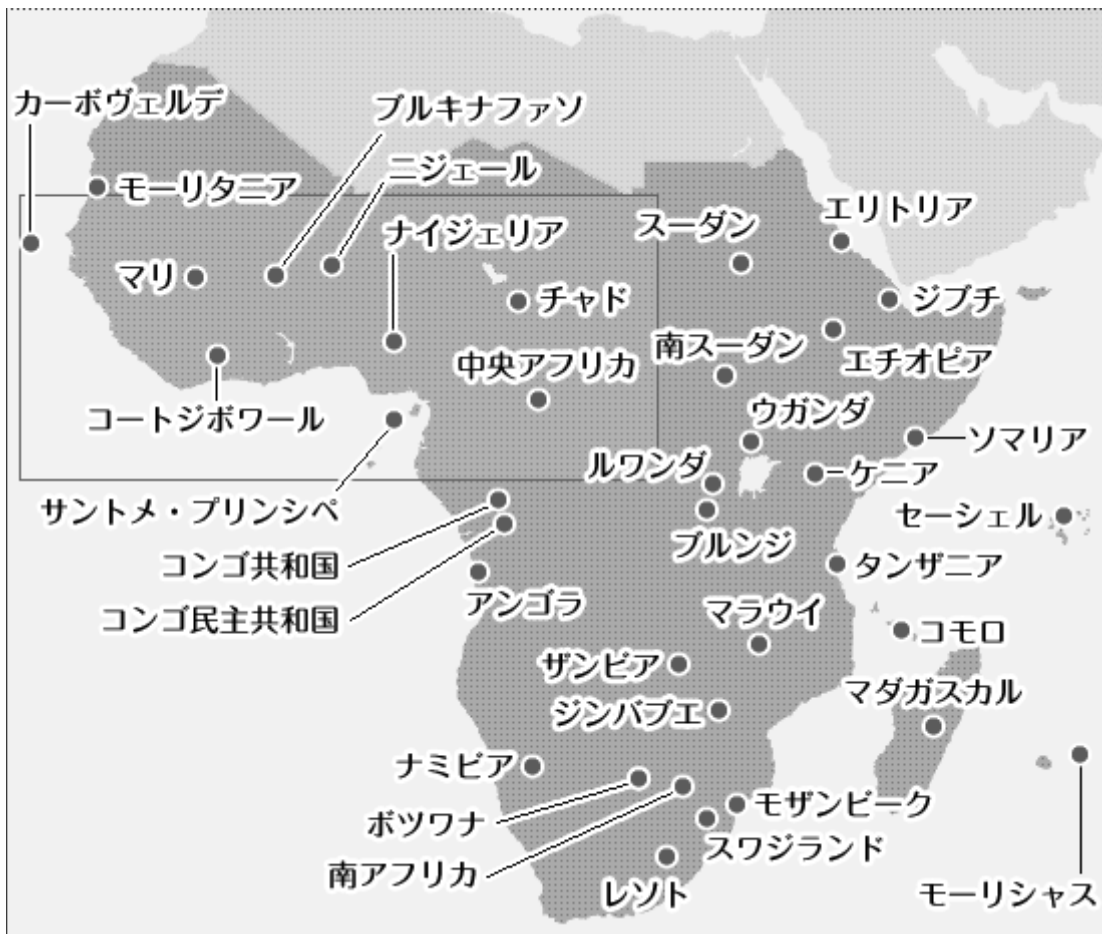 カーボヴェルデ
ブルキナファソ
モーリタニア
ニジェール
ナイジェリア
スーダン
エリトリア
マリ
チャド
ジブチ
南スーダン
エチオピア
中央アフリカ
コートジボワール
ウガンダ
ソマリア
ルワンダ
ケニア
サントメ・プリンシペ
セーシェル
ブルンジ
コンゴ共和国
タンザニア
アンゴラ
コンゴ民主共和国
マラウイ
コモロ
ザンビア
マダガスカル
ジンバブエ
ナミビア
モザンビーク
ボツワナ
スワジランド
南アフリカ
レソト
モーリシャス